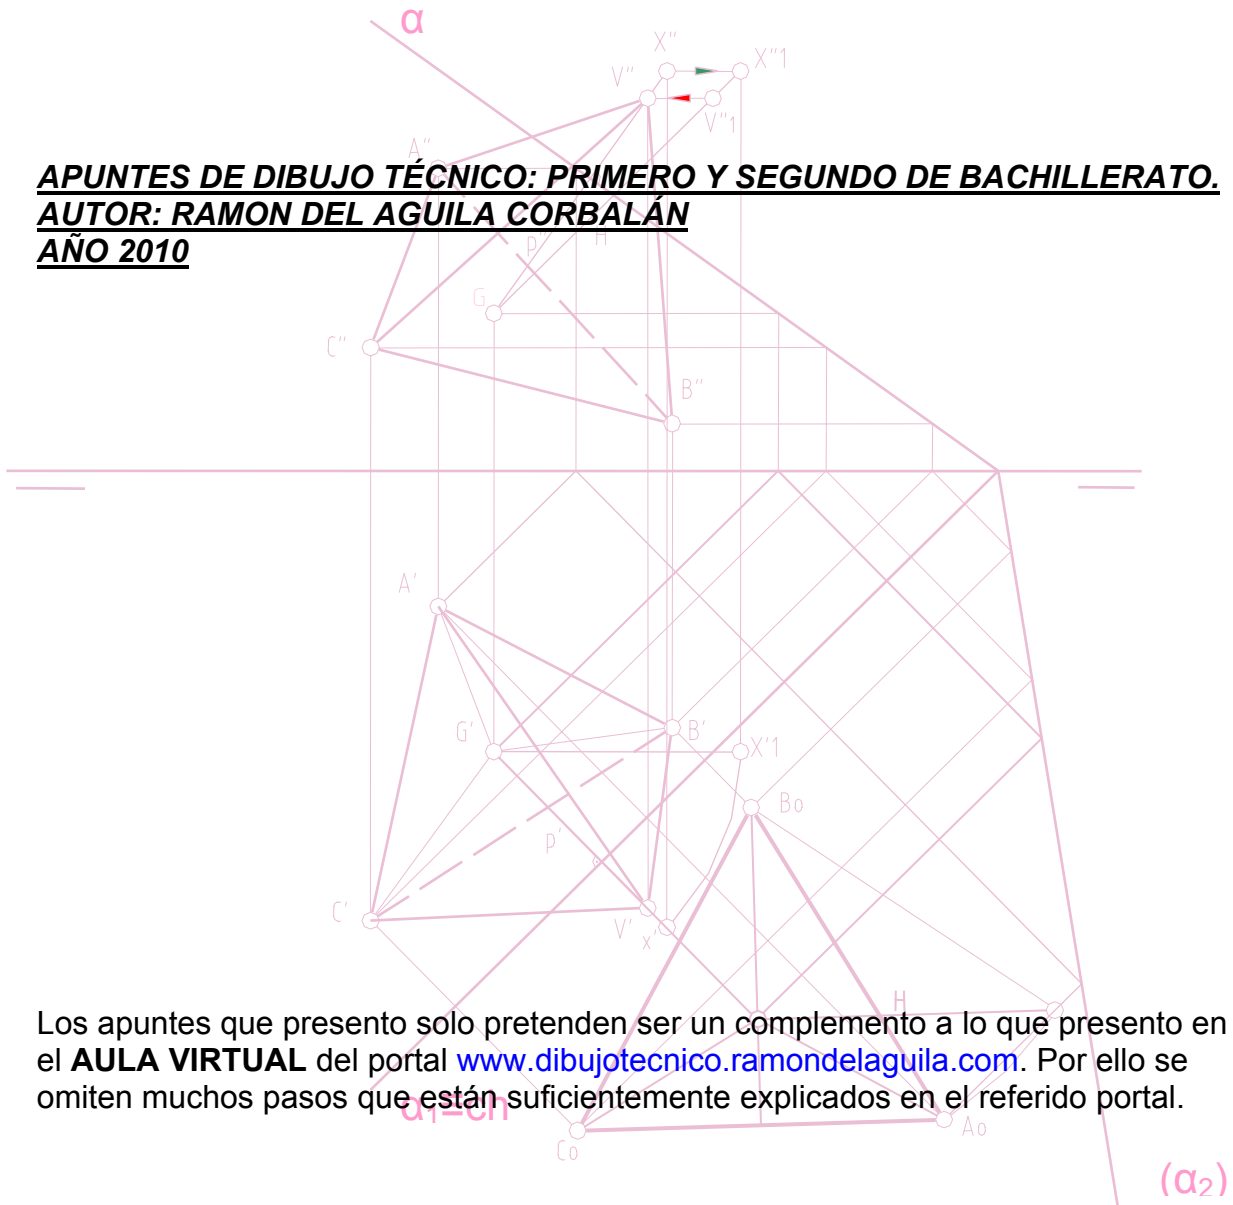 α
X"
X"1
V"
V"1
A"
APUNTES DE DIBUJO TÉCNICO: PRIMERO Y SEGUNDO DE BACHILLERATO.
AUTOR: RAMON DEL AGUILA CORBALÁN
AÑO 2010
p"
H
G
C"
B"
A'
G'
B'
X'1
Bo
p'
C'
V'
x'
H
Los apuntes que presento solo pretenden ser un complemento a lo que presento en
el AULA VIRTUAL del portal www.dibujotecnico.ramondelaguila.com. Por ello se
omiten muchos pasos que están suficientemente explicados en el referido portal.
α1≡ch
Ao
Co
(α2)